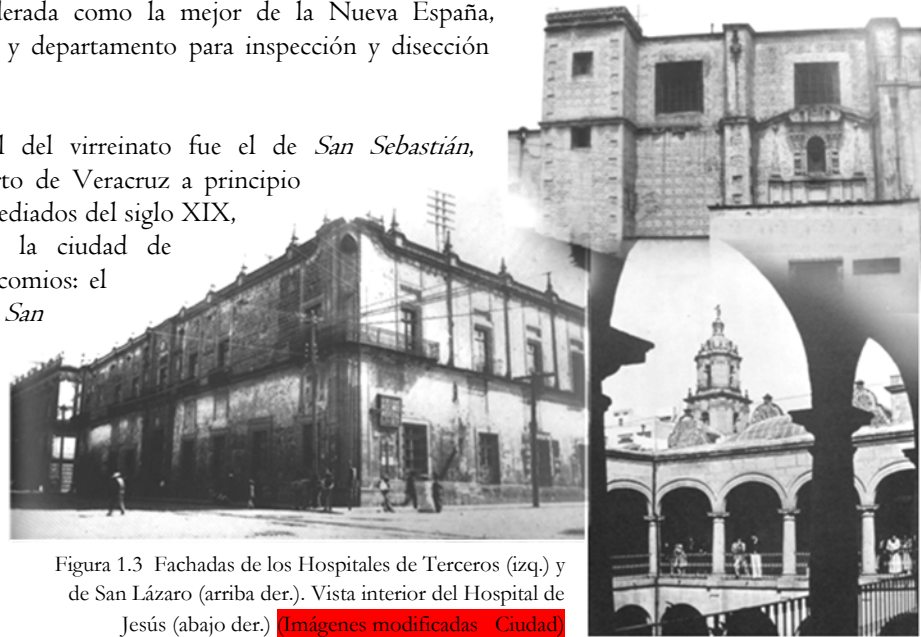 derada como la mejor de la Nueva España,
y departamento para inspección y disección
l del virreinato fue el de San Sebastián,
rto de Veracruz a principio
ediados del siglo XIX,
la ciudad de
comios: el
San
Figura 1.3 Fachadas de los Hospitales de Terceros (izq.) y
de San Lázaro (arriba der.). Vista interior del Hospital de
Jesús (abajo der.) (Imágenes modificadas Ciudad)